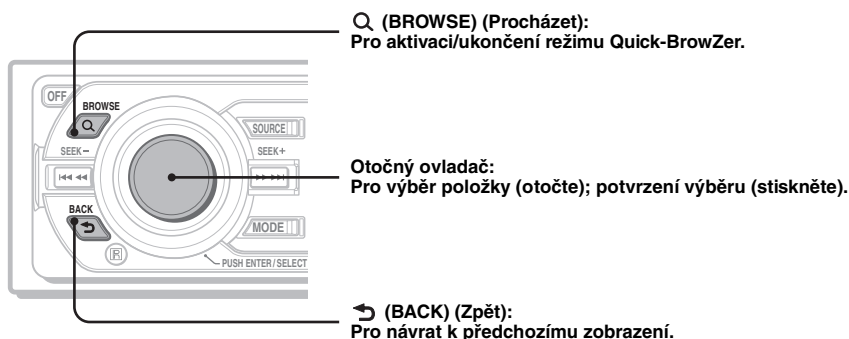 (BROWSE) (Procházet):
Pro aktivaci/ukončení režimu Quick-BrowZer.
OFF
BROWSE
SOURCE
SEEK–
SEEK+
Otočný ovladač:
Pro výběr položky (otočte); potvrzení výběru (stiskněte).
BACK
MODE
R
PUSH ENTER / SELECT
(BACK) (Zpět):
Pro návrat k předchozímu zobrazení.